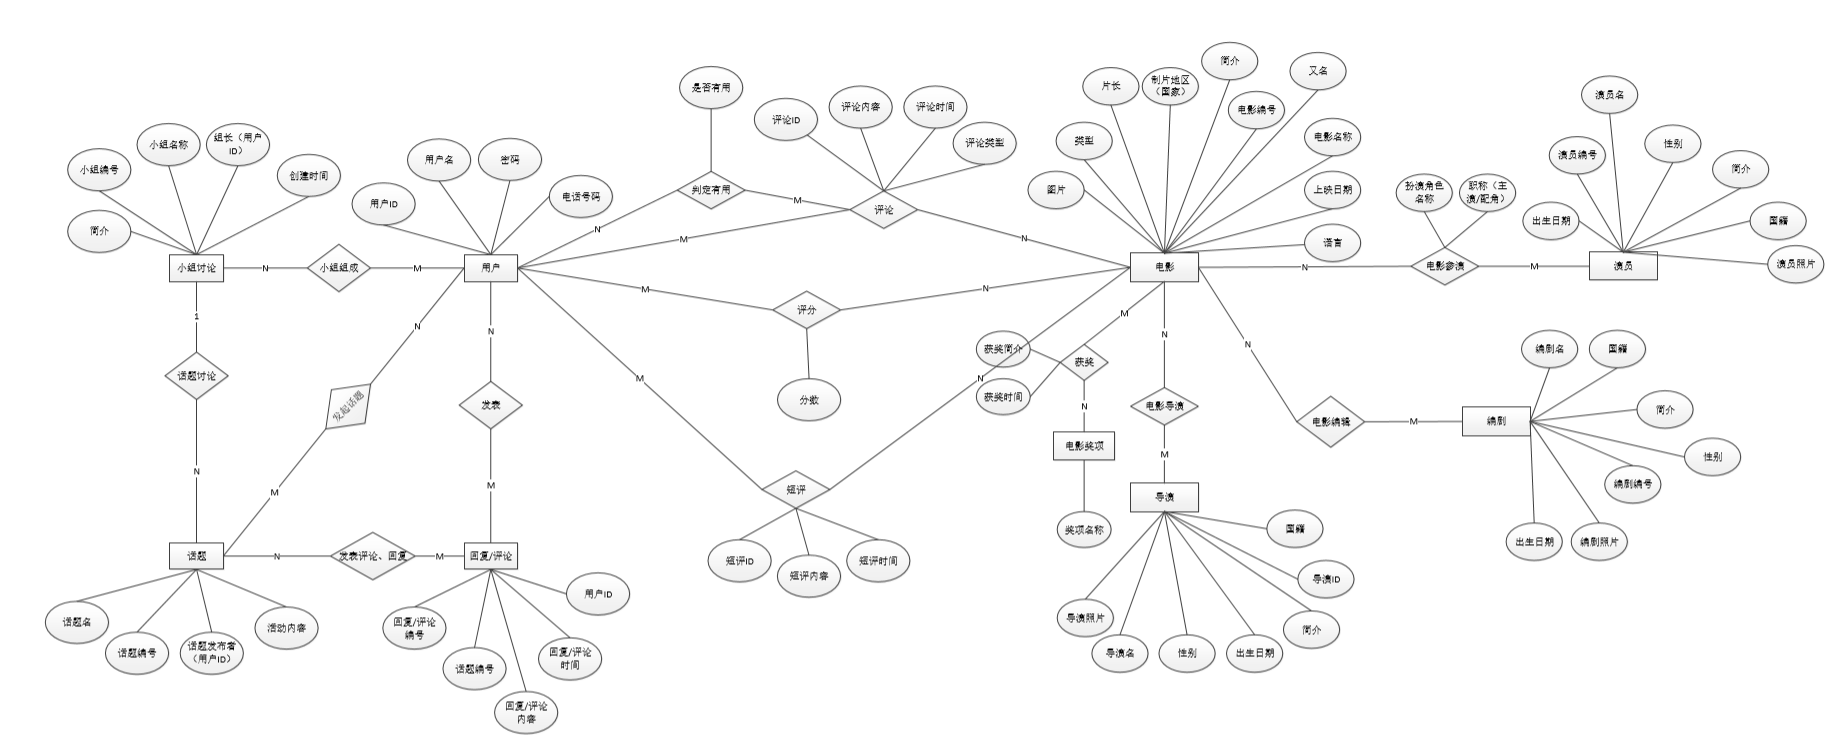 简介
又名
片长
制片地区
（国家）
是否有用
演员名
评论内容
评论时间
电影编号
评论ID
电影名称
小组名称
组长（用户
ID）
类型
评论类型
性别
用户名
密码
演员编号
小组编号
创建时间
简介
电话号码
判定有用
图片
上映日期
扮演角色
名称
职称（主
演/配角）
用户ID
M
评论
出生日期
国籍
简介
N
M
N
语言
小组讨论
N
小组组成
M
用户
电影
N
电影参演
M
演员
演员照片
M
N
1
评分
M
N
N
N
N
获奖简介
编剧名
国籍
获奖
话题讨论
M
N
发起话题
发表
分数
获奖时间
N
电影导演
简介
电影编辑
M
编剧
电影奖项
M
性别
N
M
M
短评
导演
编剧编号
奖项名称
国籍
出生日期
编剧照片
话题
N
发表评论、回复
M
回复/评论
短评ID
短评内容
短评时间
用户ID
导演ID
话题名
活动内容
回复/评论
编号
导演照片
简介
话题编号
话题发布者
（用户ID）
话题编号
回复/评论
时间
导演名
性别
出生日期
回复/评论
内容